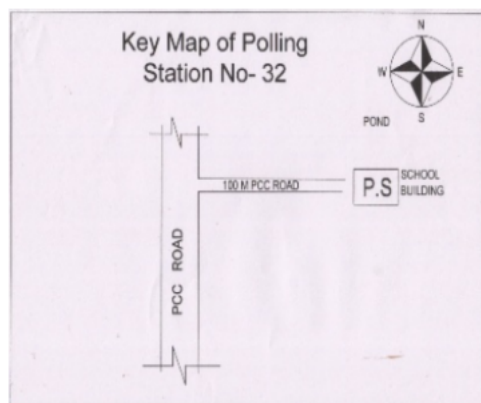 Key Map of Polling
Station No- 32
N
W
E
S
POND
100 M PCC ROAD
P.S
SCHOOL
BUILDING
PCC ROAD